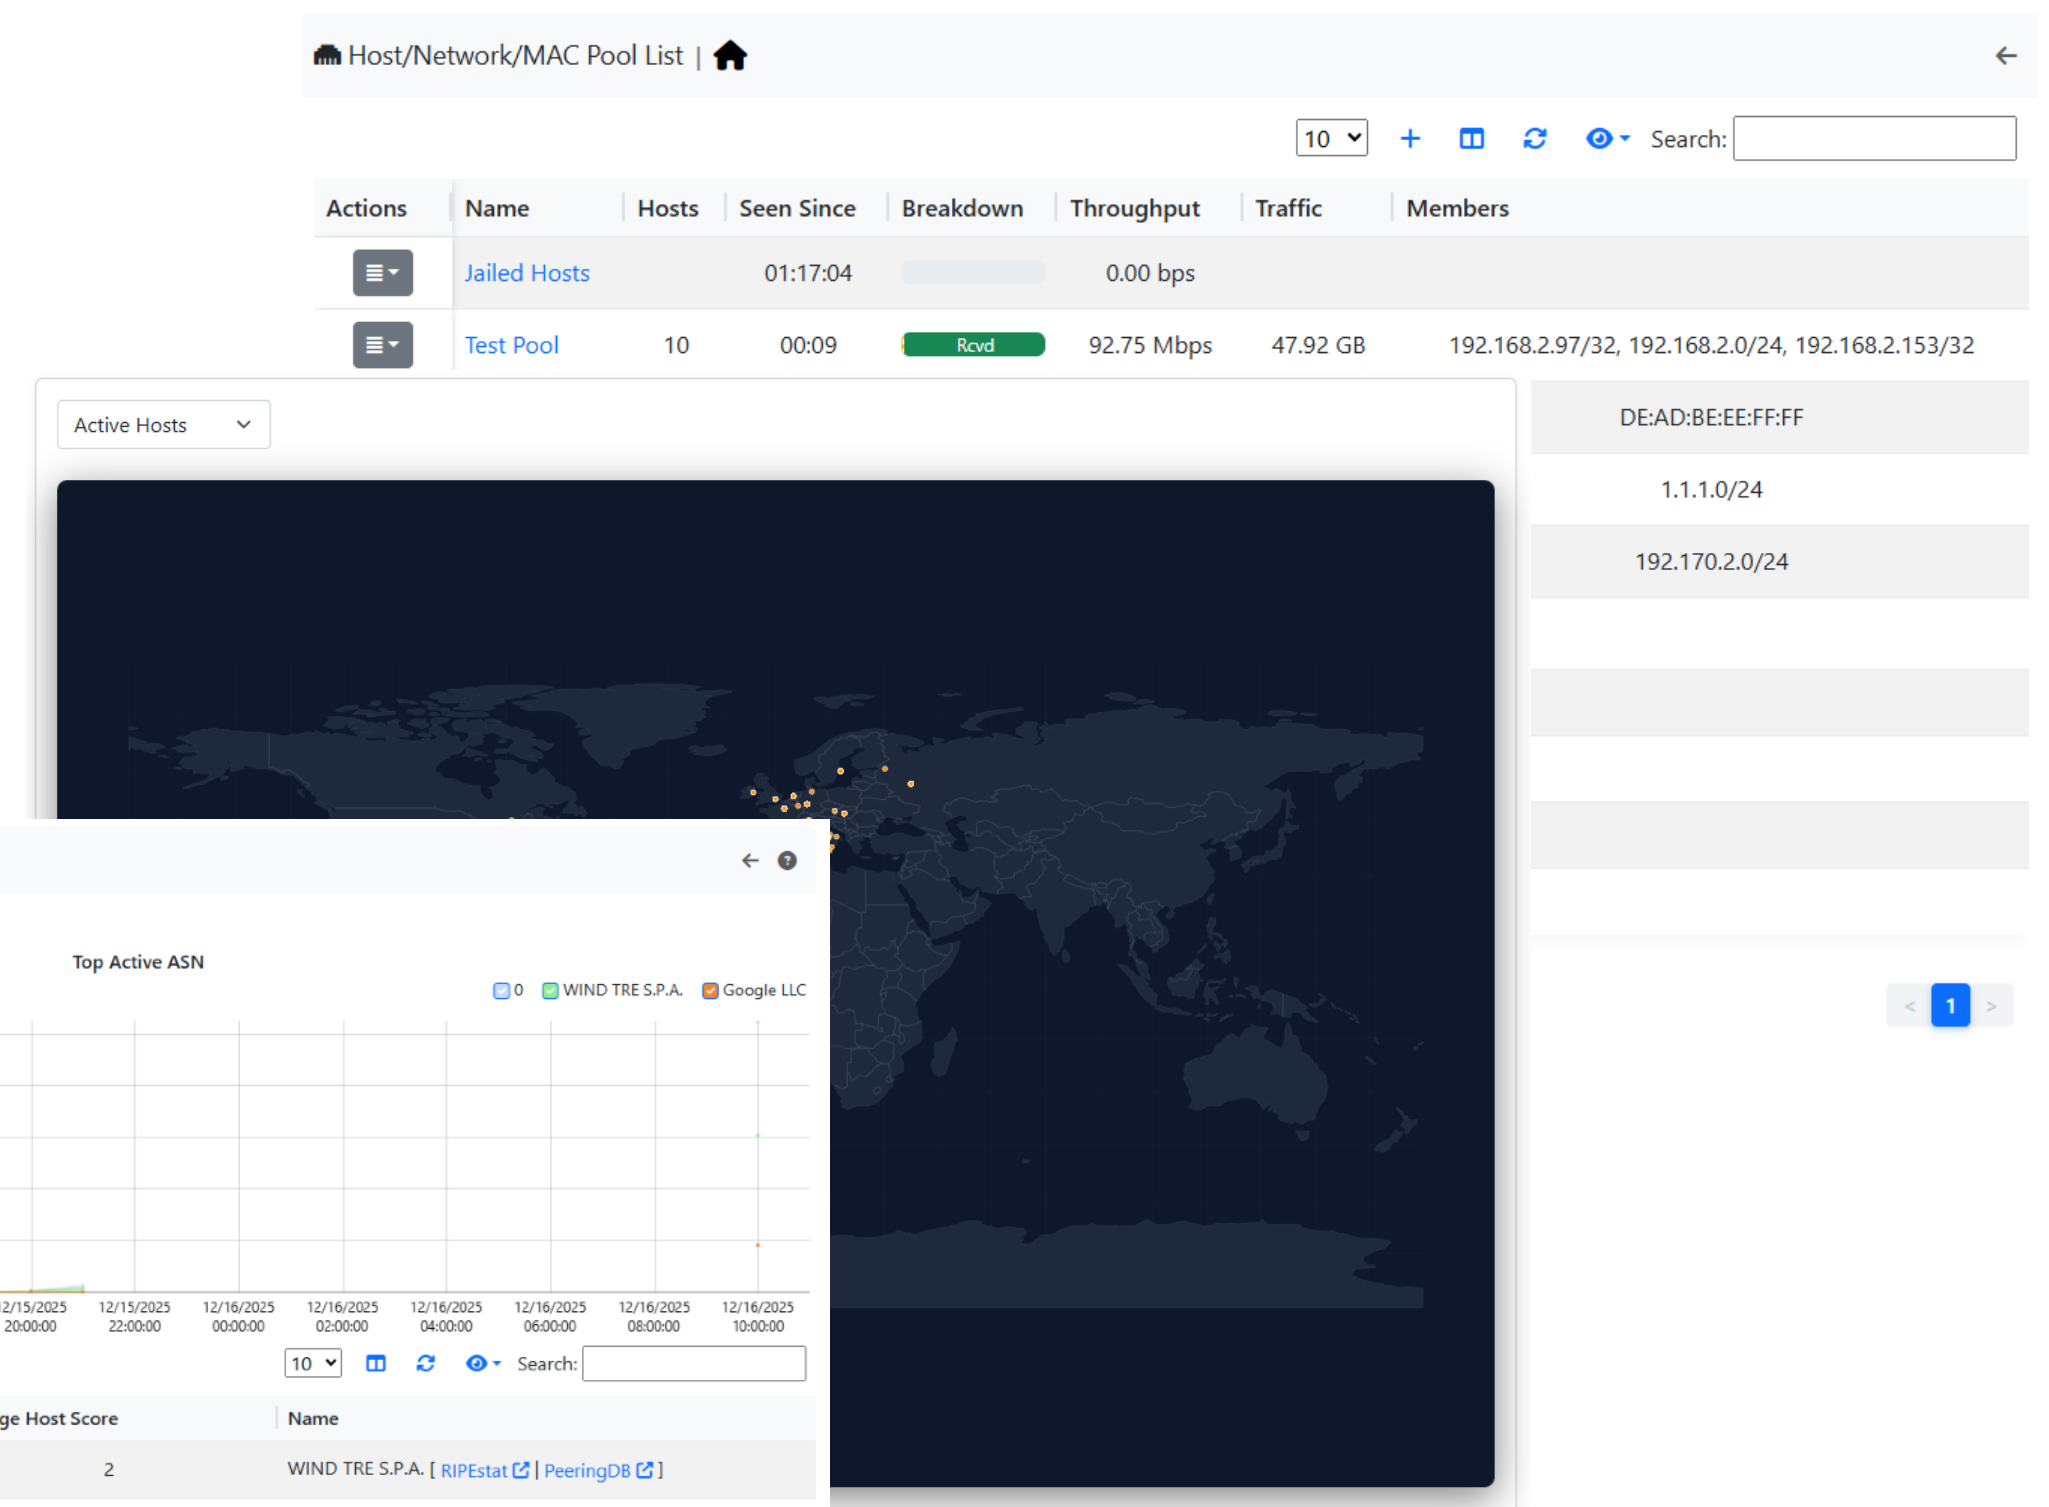 Host/Network/MAC Pool List |
10 Search:
Actions Name Hosts Seen Since Breakdown Throughput Traffic Members
Jailed Hosts 01:17:04 0.00 bps
Test Pool 10 00:09 Rcvd 92.75 Mbps 47.92 GB 192.168.2.97/32, 192.168.2.0/24, 192.168.2.153/32
DE:AD:BE:EE:FF:FF
1.1.1.0/24
192.170.2.0/24
< 1 >
Active Hosts
Top Active ASN
0 WIND TRE S.P.A. Google LLC
2/15/2025 12/15/2025 12/16/2025 12/16/2025 12/16/2025 12/16/2025 12/16/2025 12/16/2025
20:00:00 22:00:00 00:00:00 02:00:00 04:00:00 06:00:00 08:00:00 10:00:00
10 Search:
ge Host Score Name
2 WIND TRE S.P.A. [ RIPEstat | PeeringDB ]